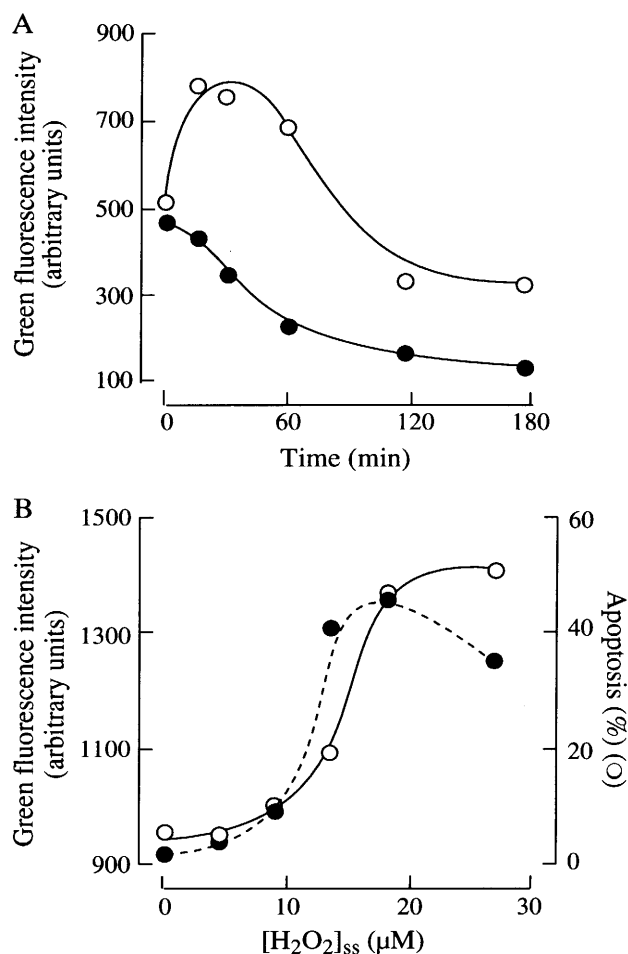 A
Green fluorescence intensity
(arbitrary units)
900
700
500
300
100
0
60
120
180
Time (min)
B
Green fluorescence intensity
(arbitrary units)
1500
1300
1100
900
60
40
20
0
Apoptosis (%) (O)
0
10
20
30
[H₂O₂]ss (µM)